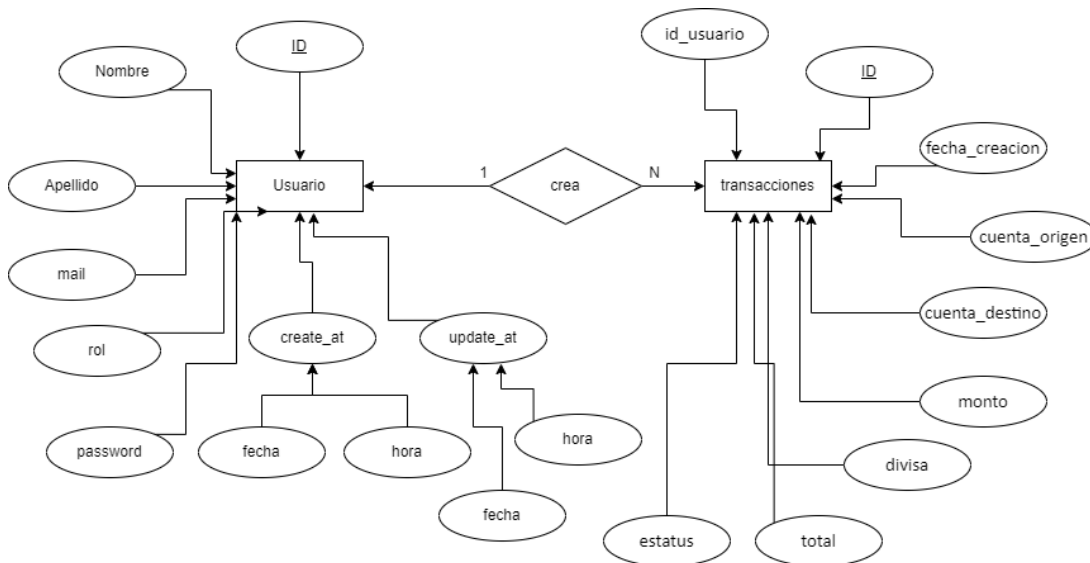 ID
id_usuario
Nombre
ID
fecha_creacion
Apellido
Usuario
1
crea
N
transacciones
cuenta_origen
mail
cuenta_destino
rol
create_at
update_at
monto
password
fecha
hora
hora
divisa
fecha
estatus
total